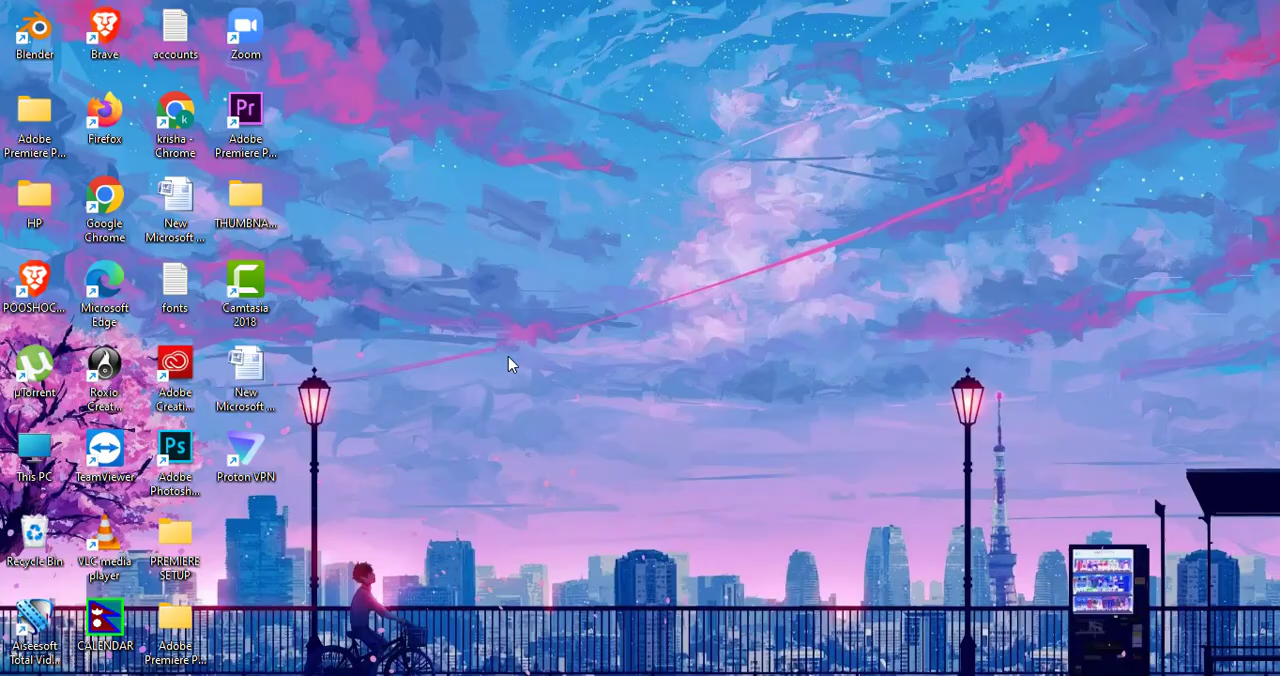 Blender
Brave
accounts
Zoom
Adobe
Premiere P...
Firefox
krisha -
Chrome
Adobe
Premiere P...
HP
Google
Chrome
New
Microsoft ...
THUMBNA...
POOSHOC...
Microsoft
Edge
fonts
Camtasia
2018
µTorrent
Roxio
Creat...
Adobe
Creati...
New
Microsoft ...
This PC
TeamViewer
Adobe
Photosh...
Proton VPN
Recycle Bin
VLC media
player
PREMIERE
SETUP
Aiseesoft
Total Vid...
CALENDAR
Adobe
Premiere P...